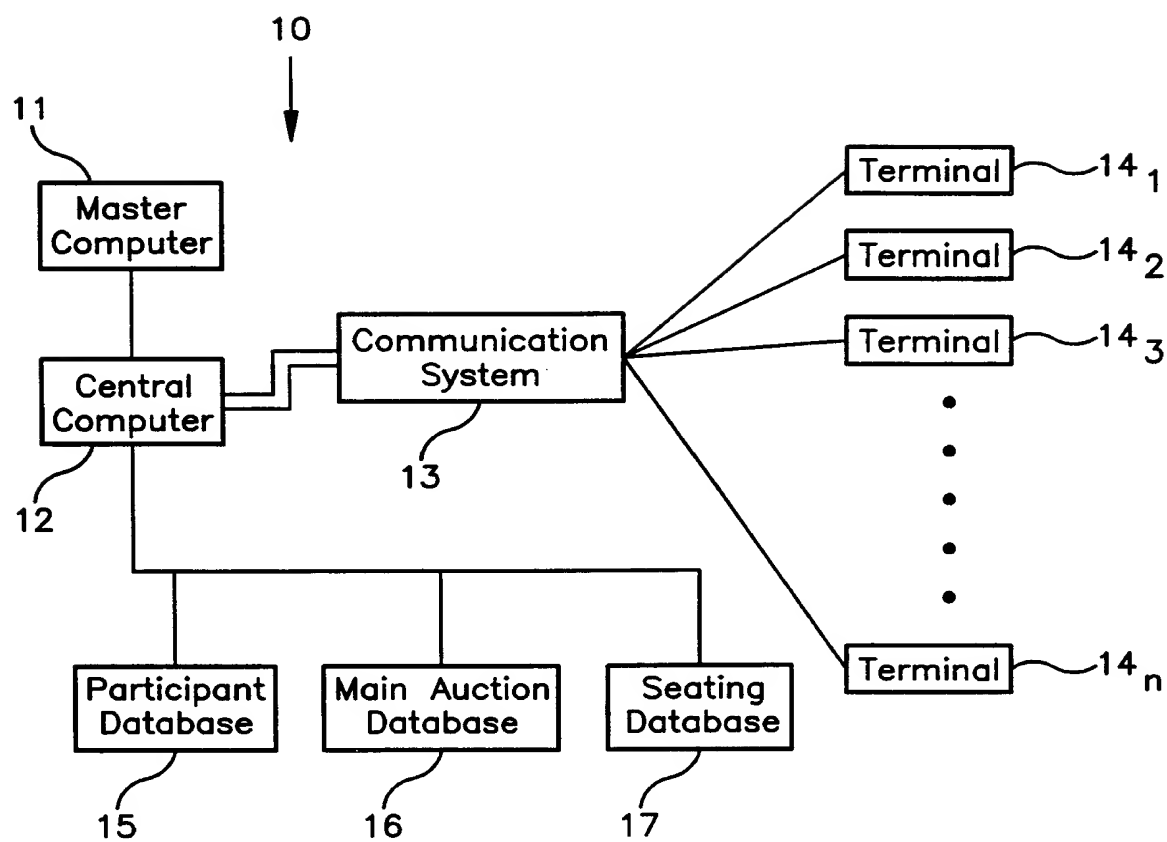 10
11
Master
Computer
Terminal 14 1
Terminal 14 2
Terminal 14 3
Communication
System
13
Central
Computer
12
Terminal 14 n
Participant
Database
15
Main Auction
Database
16
Seating
Database
17